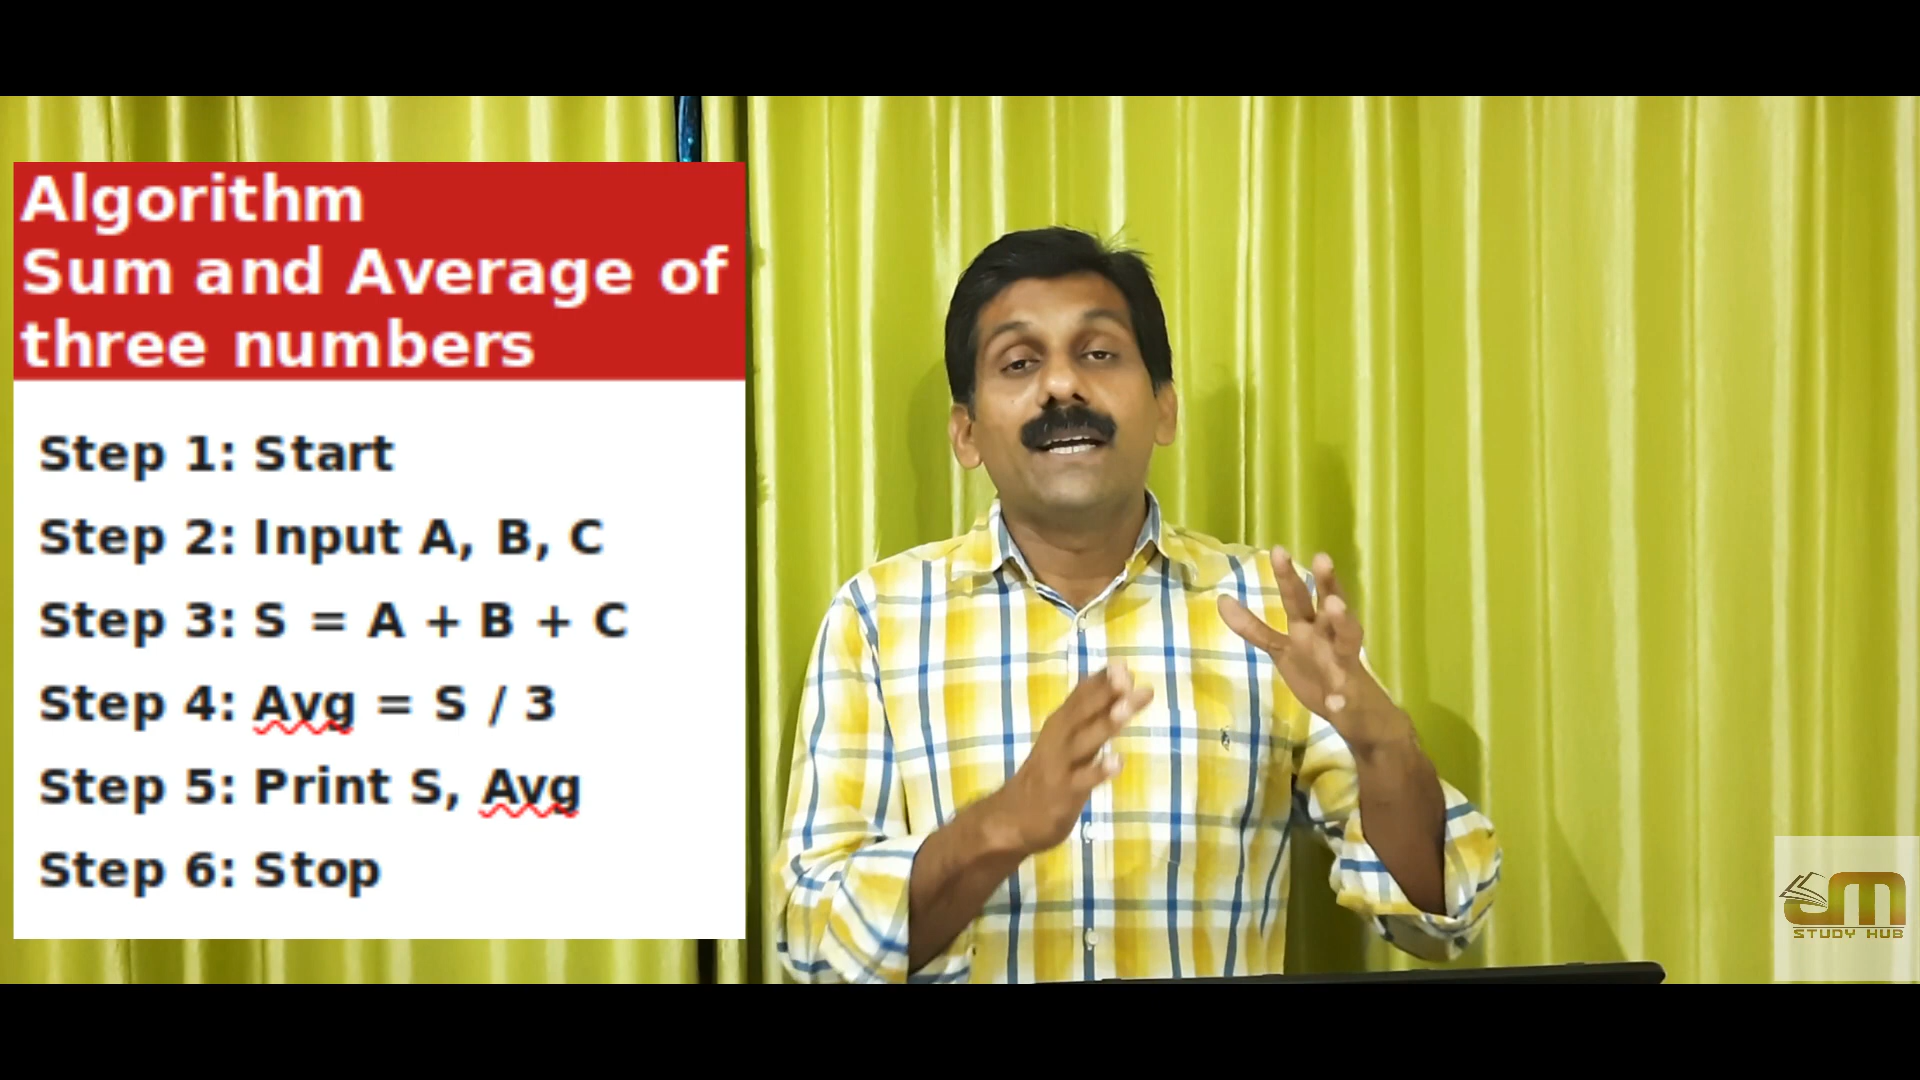 Algorithm
Sum and Average of
three numbers
Step 1: Start
Step 2: Input A, B, C
Step 3: S = A + B + C
Step 4: Avg = S / 3
Step 5: Print S, Avg
Step 6: Stop
STUDY HUB